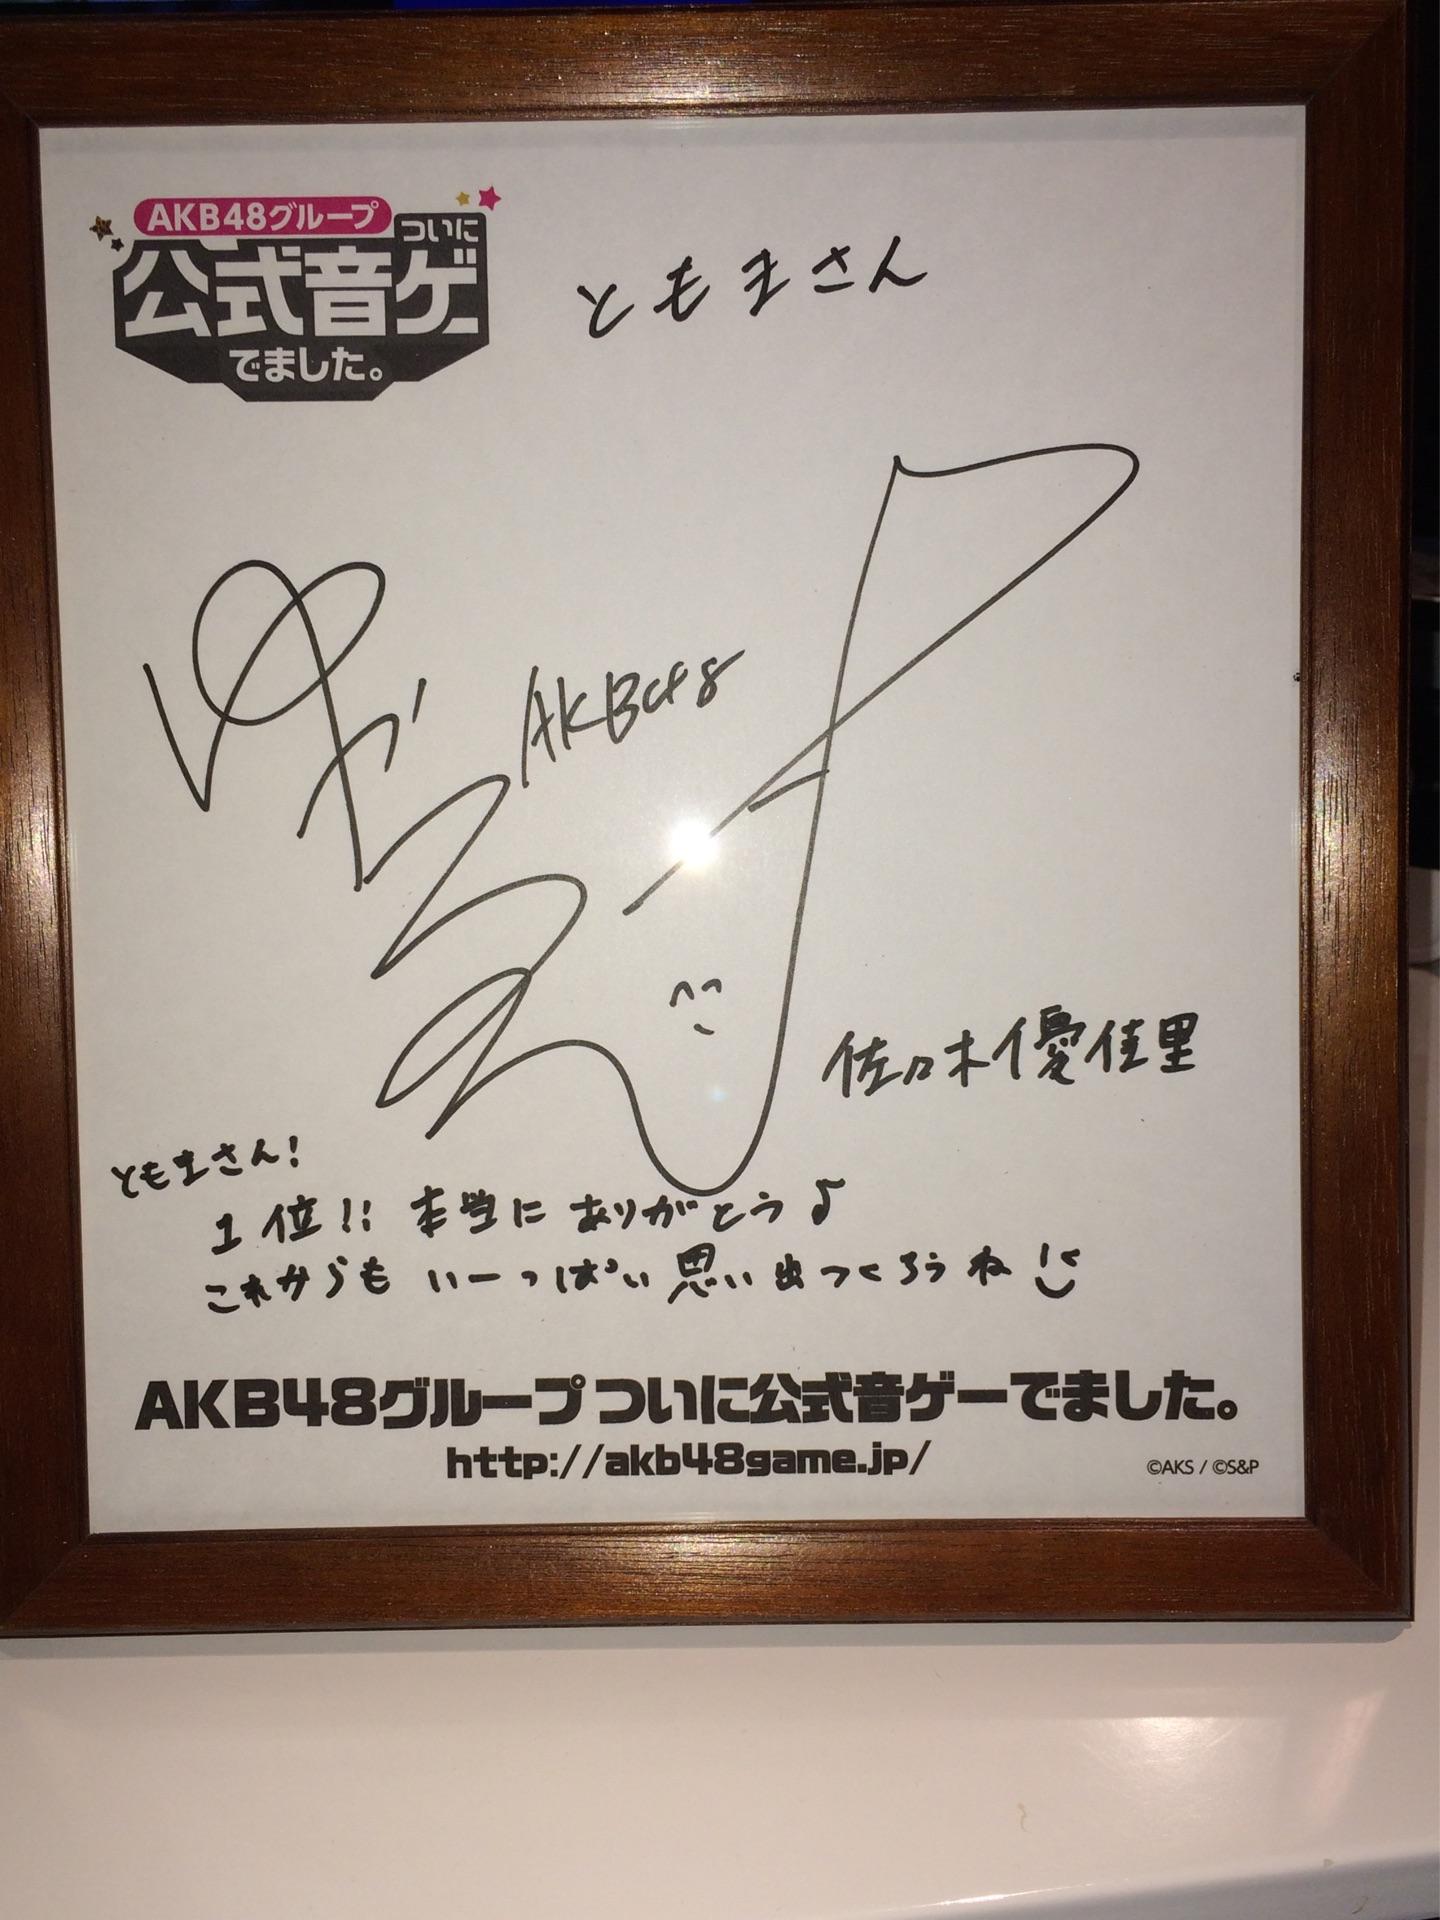 AKB48グループ
ついに
公式音ゲー
でました。
ともまさん
AKB48
佐々木優佳里
ともまさん!
1位!! 本当にありがとう♪
これからも いーっぱい 思い出つくろうね
AKB48グループ ついに公式音ゲーでました。
http://akb48game.jp/
©AKS / ©S&P